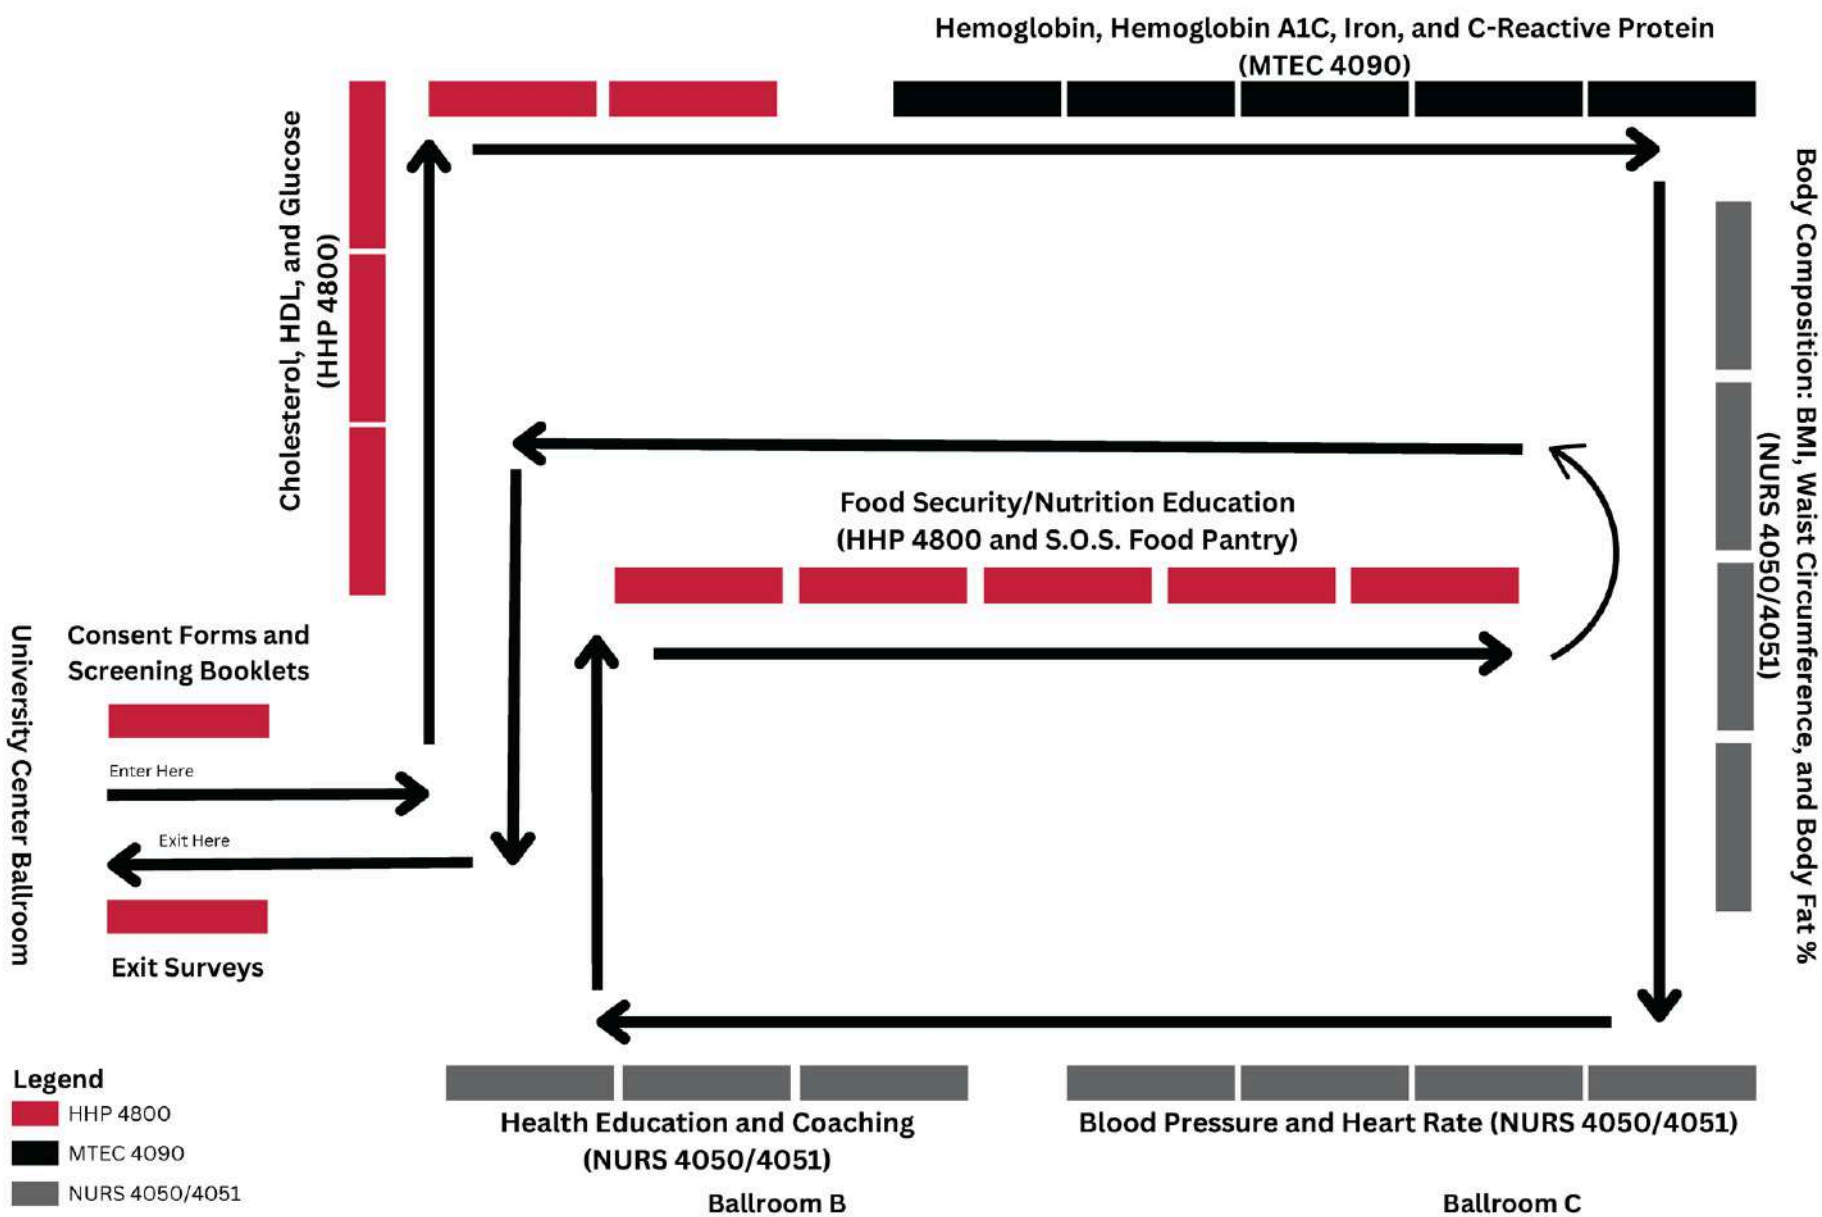 Hemoglobin, Hemoglobin A1C, Iron, and C-Reactive Protein
(MTEC 4090)
Cholesterol, HDL, and Glucose
(HHP 4800)
Body Composition: BMI, Waist Circumference, and Body Fat %
(NURS 4050/4051)
Food Security/Nutrition Education
(HHP 4800 and S.O.S. Food Pantry)
University Center Ballroom
Consent Forms and
Screening Booklets
Enter Here
Exit Here
Exit Surveys
Legend
HHP 4800
MTEC 4090
NURS 4050/4051
Health Education and Coaching
(NURS 4050/4051)
Blood Pressure and Heart Rate (NURS 4050/4051)
Ballroom B
Ballroom C